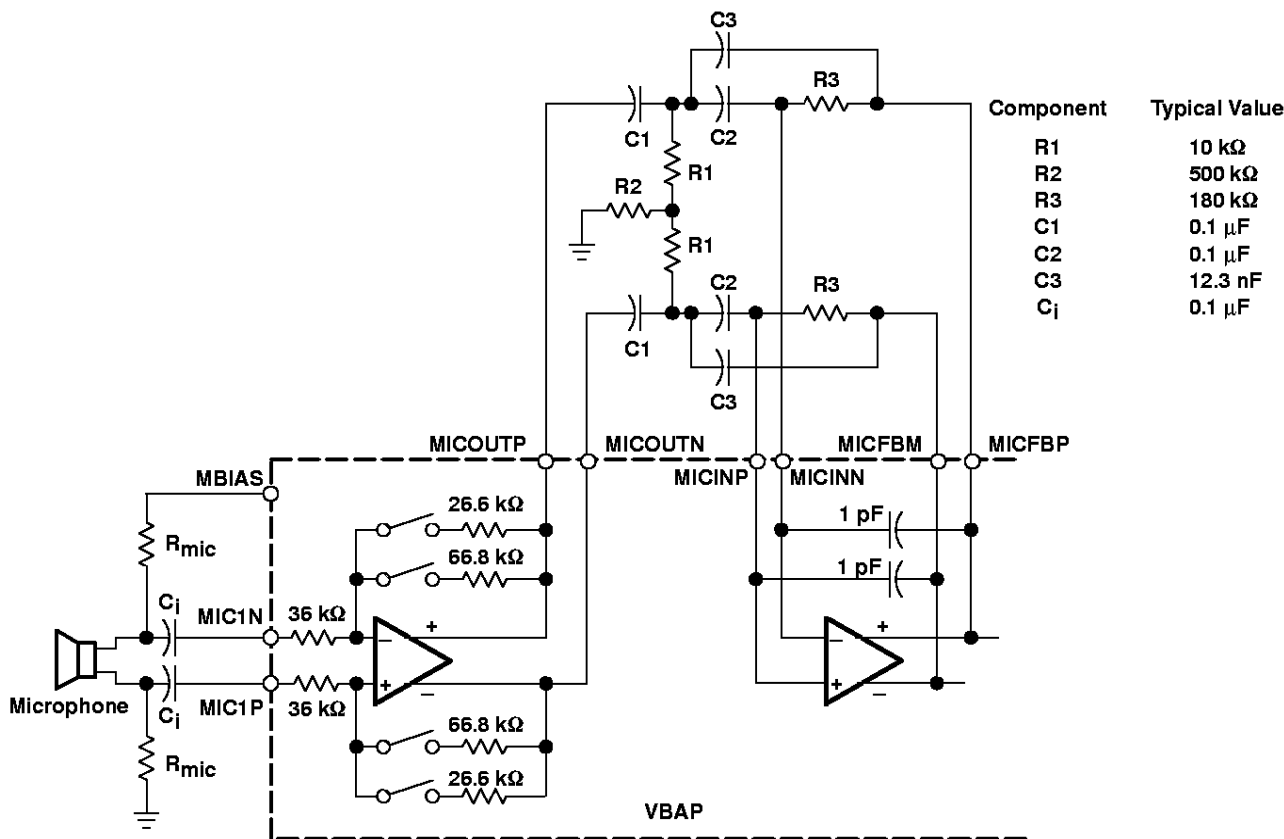 C3
R3
C1
C2
R1
R2
R1
C2
R3
C1
C3
Component Typical Value
R1 10 kΩ
R2 500 kΩ
R3 180 kΩ
C1 0.1 μF
C2 0.1 μF
C3 12.3 nF
Ci 0.1 μF
MICOUTP MICOUTN MICFBM MICFBP
MICINP MICINN
MBIAS
26.6 kΩ
66.8 kΩ
1 pF
1 pF
Rmic
Ci
MIC1N
36 kΩ
− +
+ −
− +
+ −
Microphone
Ci
MIC1P
36 kΩ
Rmic
66.8 kΩ
26.6 kΩ
VBAP